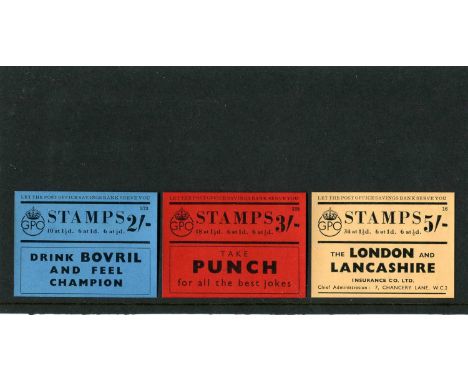 LET THE POST OFFICE SAVINGS BANK SERVE YOU
GPO
STAMPS 2/-
10 at 1½d. 6 at 1d. 6 at ½d.
DRINK BOVRIL
AND FEEL
CHAMPION
LET THE POST OFFICE SAVINGS BANK SERVE YOU
GPO
STAMPS 3/-
18 at 1½d. 6 at 1d. 6 at ½d.
TAKE
PUNCH
for all the best jokes
LET THE POST OFFICE SAVINGS BANK SERVE YOU
16
GPO
STAMPS 5/-
34 at 1½d. 6 at 1d. 6 at ½d.
THE LONDON AND
LANCASHIRE
INSURANCE CO. LTD.
Chief Administration: 7, CHANCERY LANE, W.C.2